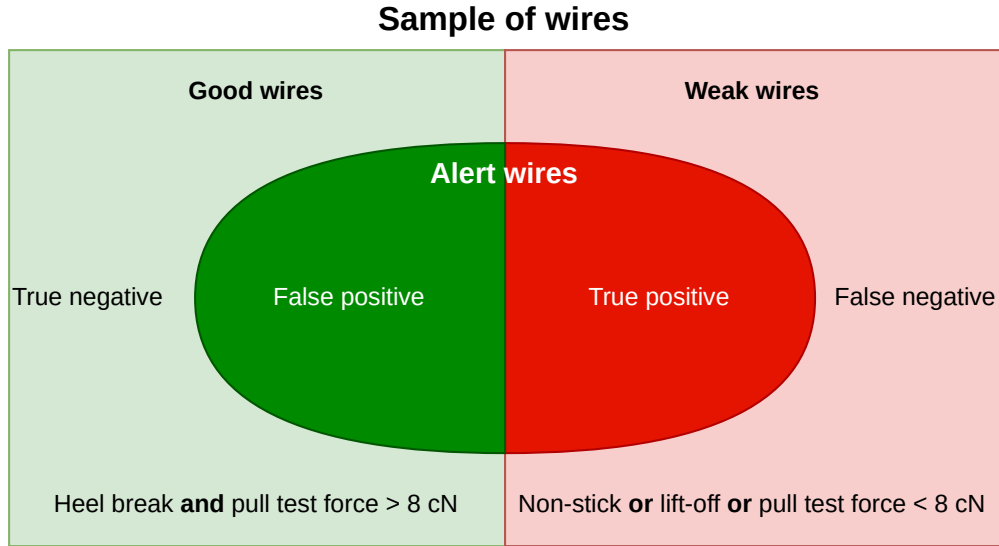 Sample of wires
Good wires
Weak wires
Alert wires
True negative
False positive
True positive
False negative
Heel break and pull test force > 8 cN
Non-stick or lift-off or pull test force < 8 cN